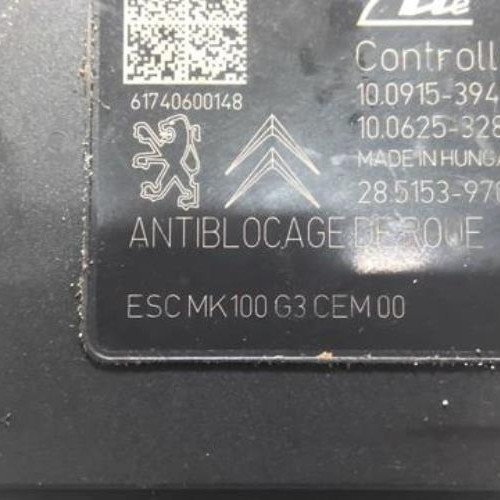 Ate
Controll
61740600148
10.0915-394
10.0625-328
MADE IN HUNGA
28.5153-970
ANTIBLOCAGE DE ROUE
ESC MK100 G3 CEM 00